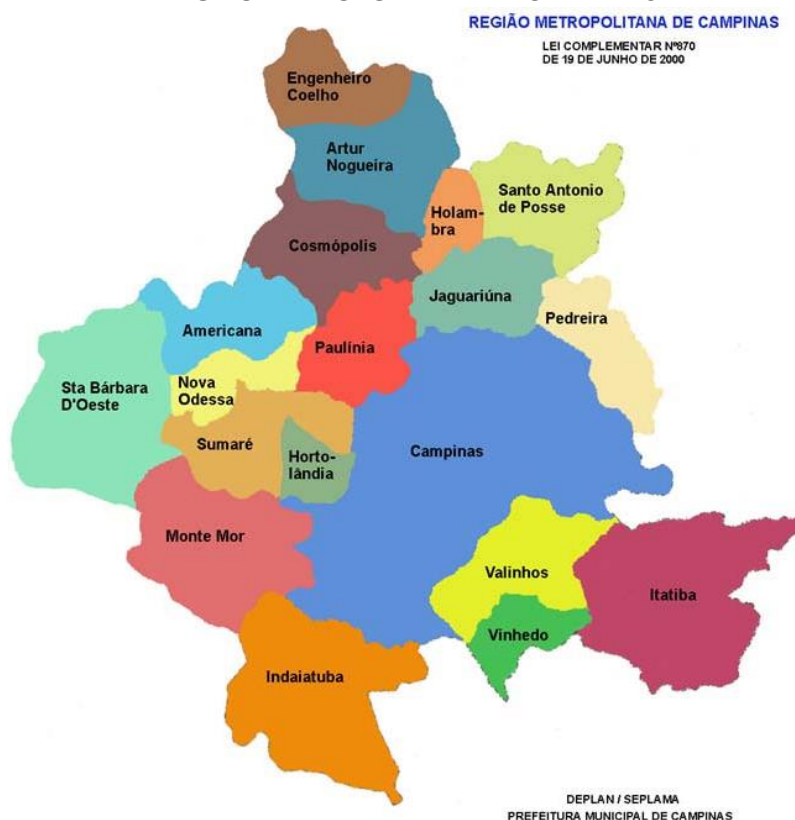 REGIÃO METROPOLITANA DE CAMPINAS
LEI COMPLEMENTAR Nº870
DE 19 DE JUNHO DE 2000
Engenheiro
Coelho
Artur
Nogueira
Santo Antonio
de Posse
Holam-
bra
Cosmópolis
Jaguariúna
Pedreira
Americana
Paulínia
Nova
Odessa
Sta Bárbara
D'Oeste
Sumaré
Horto-
lândia
Campinas
Monte Mor
Valinhos
Itatiba
Vinhedo
Indaiatuba
DEPLAN / SEPLAMA
PREFEITURA MUNICIPAL DE CAMPINAS